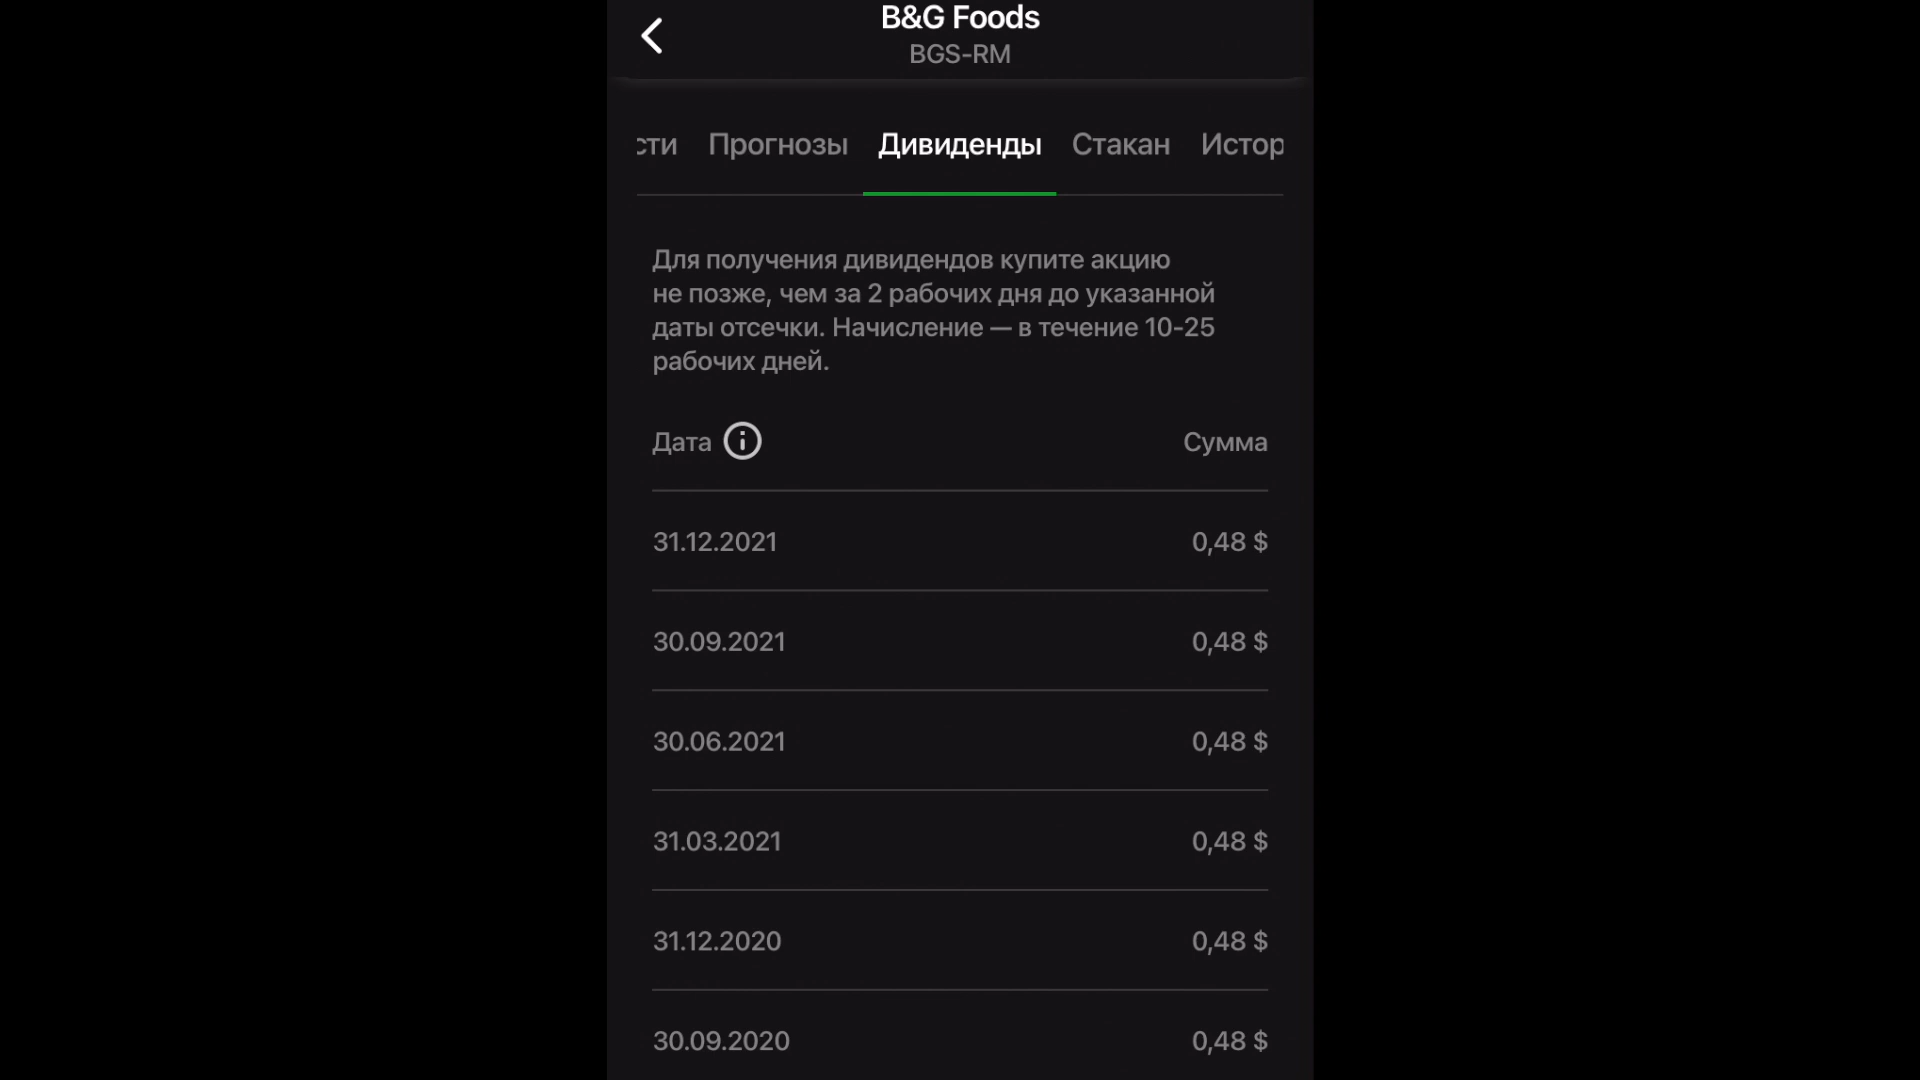 B&G Foods
BGS-RM
сти Прогнозы Дивиденды Стакан Истор
Для получения дивидендов купите акцию
не позже, чем за 2 рабочих дня до указанной
даты отсечки. Начисление — в течение 10-25
рабочих дней.
Дата Сумма
31.12.2021 0,48 $
30.09.2021 0,48 $
30.06.2021 0,48 $
31.03.2021 0,48 $
31.12.2020 0,48 $
30.09.2020 0,48 $